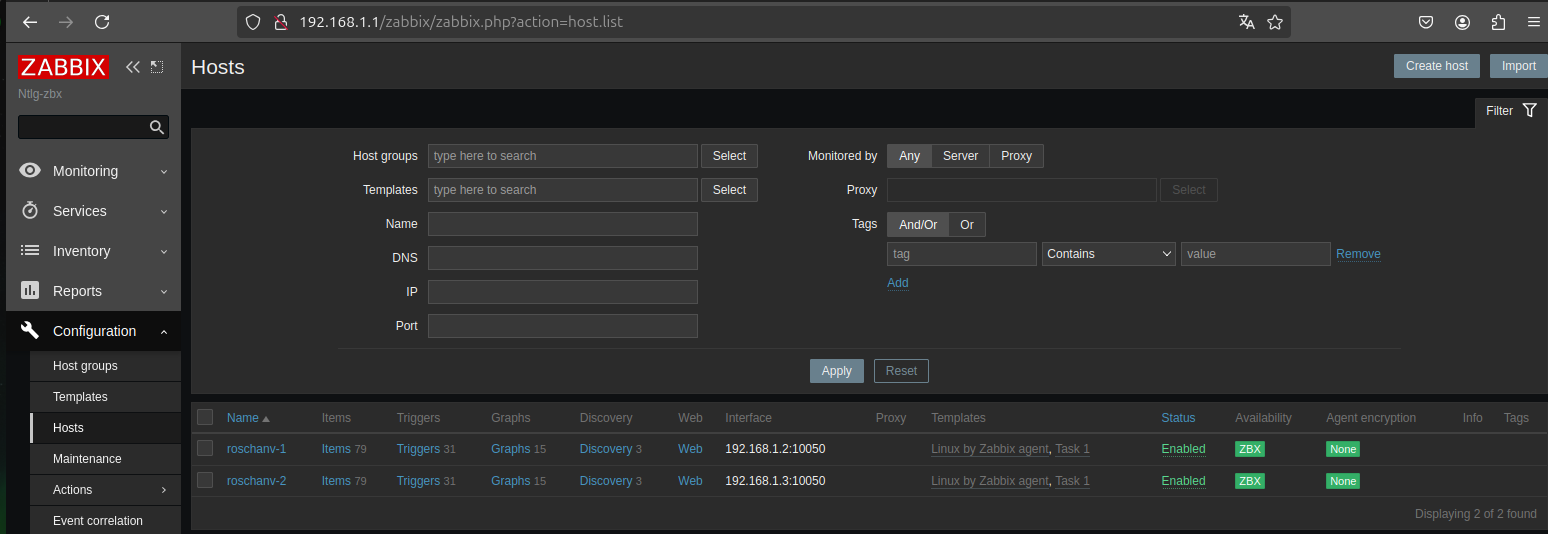 192.168.1.1/zabbix/zabbix.php?action=host.list
ZABBIX
Ntlg-zbx
Monitoring
Services
Inventory
Reports
Configuration
Host groups
Templates
Hosts
Maintenance
Actions
Event correlation
Hosts
Create host
Import
Filter
Host groups type here to search Select
Templates type here to search Select
Name
DNS
IP
Port
Monitored by Any Server Proxy
Proxy Select
Tags And/Or Or
tag Contains value Remove
Add
Apply Reset
Name Items Triggers Graphs Discovery Web Interface Proxy Templates Status Availability Agent encryption Info Tags
roschanv-1 Items 79 Triggers 31 Graphs 15 Discovery 3 Web 192.168.1.2:10050 Linux by Zabbix agent, Task 1 Enabled ZBX None
roschanv-2 Items 79 Triggers 31 Graphs 15 Discovery 3 Web 192.168.1.3:10050 Linux by Zabbix agent, Task 1 Enabled ZBX None
Displaying 2 of 2 found